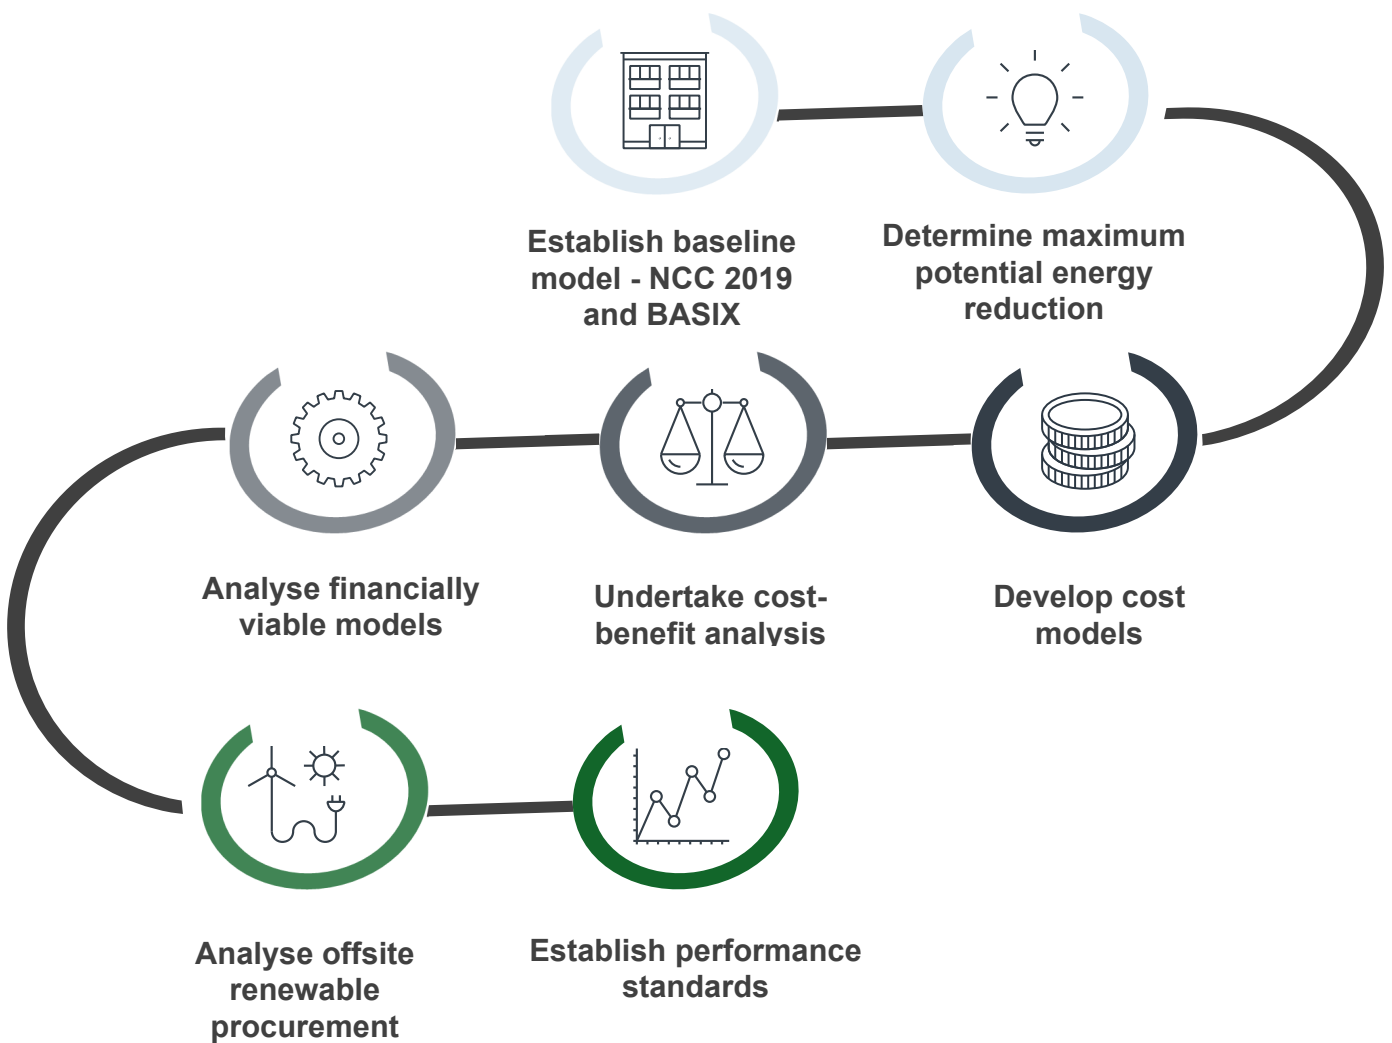 Establish baseline
model - NCC 2019
and BASIX
Determine maximum
potential energy
reduction
Develop cost
models
Undertake cost-
benefit analysis
Analyse financially
viable models
Analyse offsite
renewable
procurement
Establish performance
standards